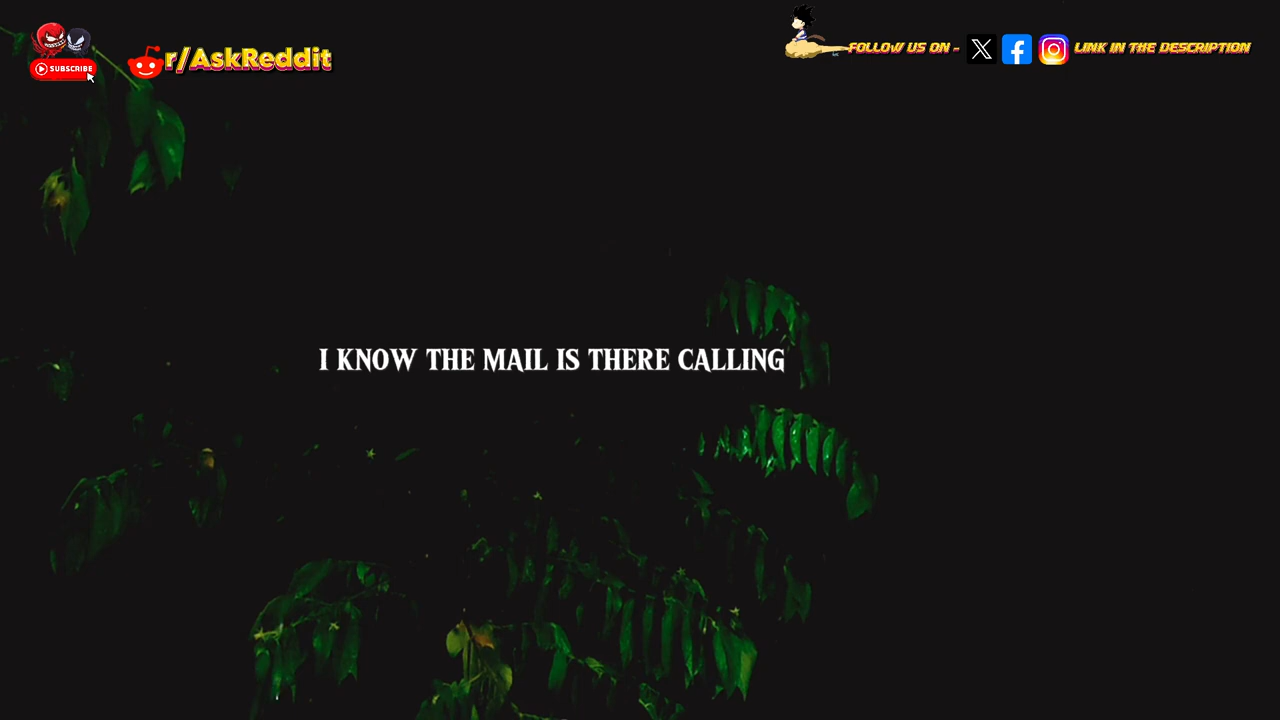 SUBSCRIBE
r/AskReddit
FOLLOW US ON -
LINK IN THE DESCRIPTION
I KNOW THE MAIL IS THERE CALLING